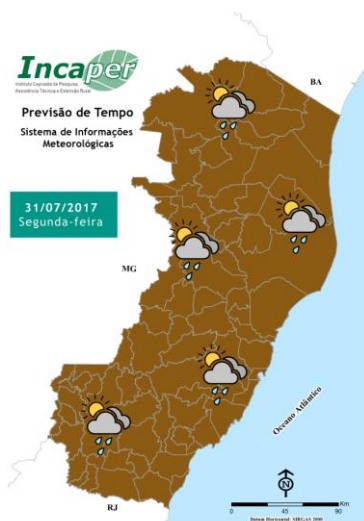 Incaper
Instituto Capixaba de Pesquisa,
Assistência Técnica e Extensão Rural
BA
Previsão de Tempo
Sistema de Informações
Meteorológicas
31/07/2017
Segunda-feira
MG
Oceano Atlântico
N
Km
0 45 90
Datum Horizontal: SIRGAS 2000
RJ